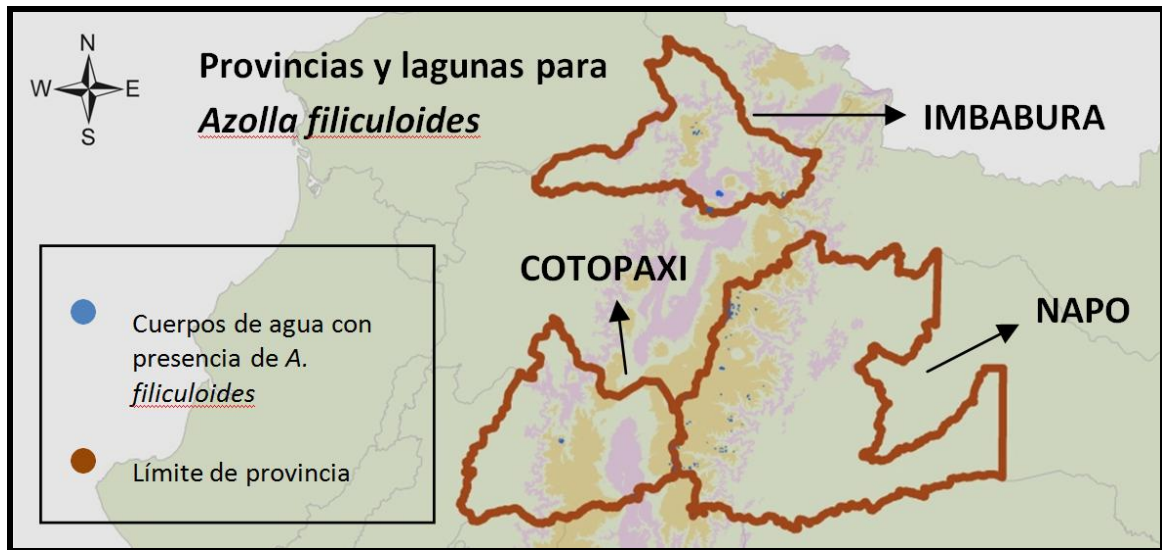 N
W E
S
Provincias y lagunas para
Azolla filiculoides
IMBABURA
COTOPAXI
NAPO
Cuerpos de agua con
presencia de A.
filiculoides
Límite de provincia